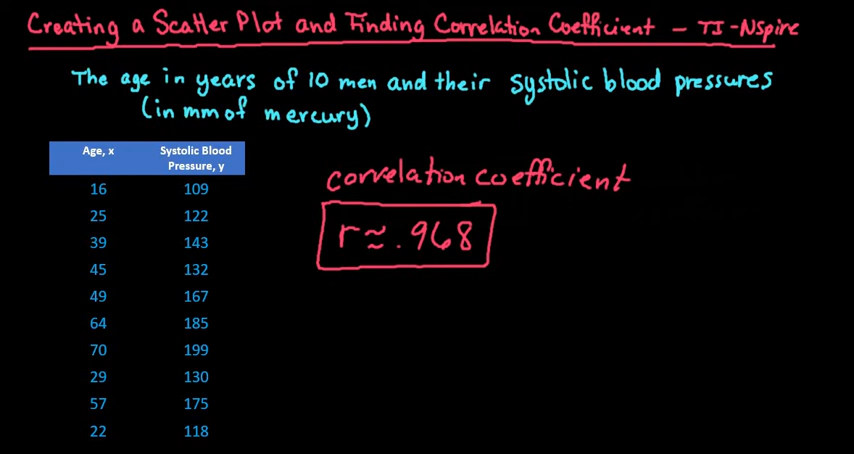 Creating a Scatter Plot and Finding Correlation Coefficient - TI-Nspire
The age in years of 10 men and their systolic blood pressures
(in mm of mercury)
Age, x Systolic Blood
Pressure, y
16 109
25 122
39 143
45 132
49 167
64 185
70 199
29 130
57 175
22 118
correlation coefficient
r ≈ .968